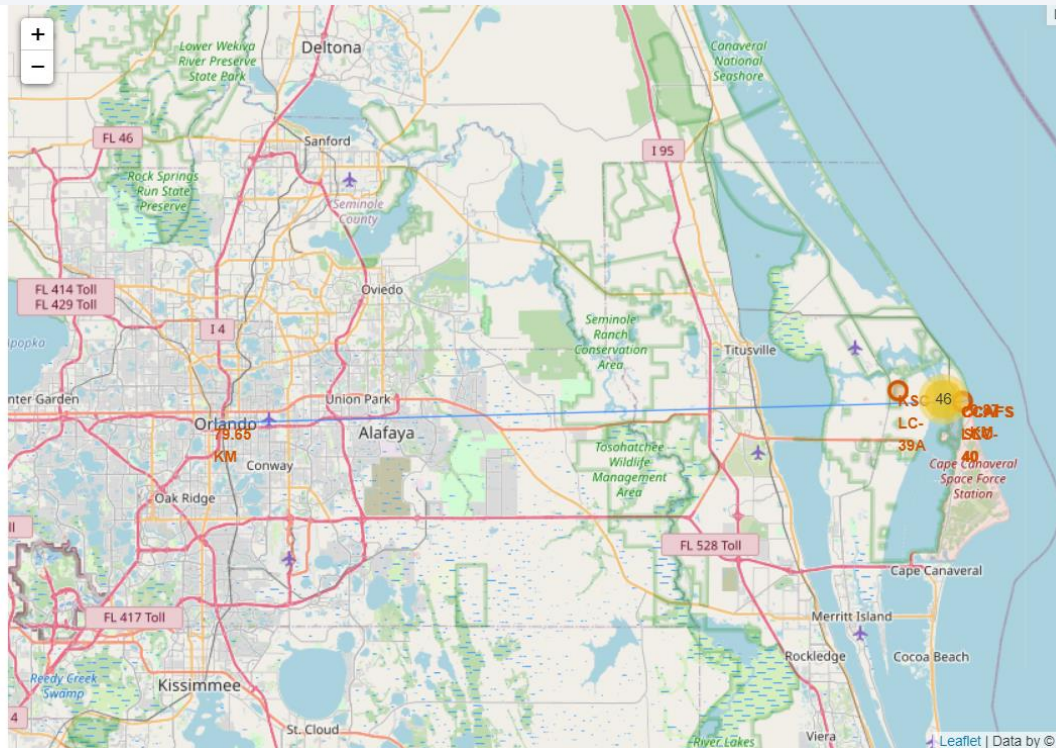 +
−
Lower Wekiva
River Preserve
State Park
Deltona
Canaveral
National
Seashore
FL 46
Sanford
I 95
Rock Springs
Run State
Preserve
Seminole
County
FL 414 Toll
FL 429 Toll
Oviedo
I 4
Seminole
Ranch
Conservation
Area
Titusville
Union Park
Orlando
Alafaya
79.65
KM
Conway
46
KSC
LC-
39A
CCAFS
40
Cape Canaveral
Space Force
Station
Tosohatchee
Wildlife
Management
Area
Oak Ridge
FL 528 Toll
Cape Canaveral
FL 417 Toll
Merritt Island
Rockledge
Cocoa Beach
Reedy Creek
Swamp
Kissimmee
4
St. Cloud
Viera
River Lakes
Leaflet | Data by ©